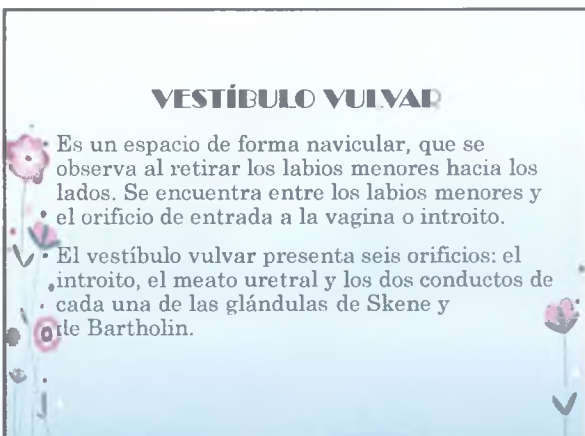 VESTÍBULO VULVAR
• Es un espacio de forma navicular, que se
observa al retirar los labios menores hacia los
lados. Se encuentra entre los labios menores y
el orificio de entrada a la vagina o introito.
• El vestíbulo vulvar presenta seis orificios: el
introito, el meato uretral y los dos conductos de
cada una de las glándulas de Skene y
de Bartholin.